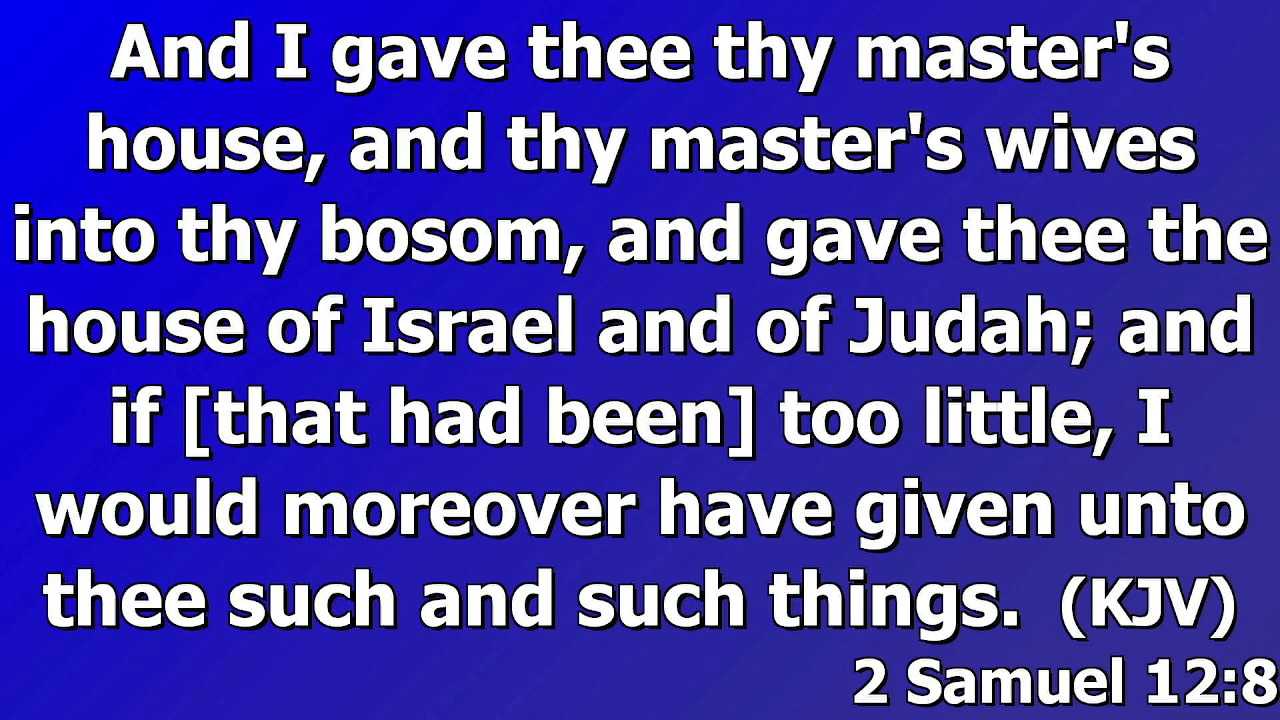 And I gave thee thy master's
house, and thy master's wives
into thy bosom, and gave thee the
house of Israel and of Judah; and
if [that had been] too little, I
would moreover have given unto
thee such and such things. (KJV)
2 Samuel 12:8